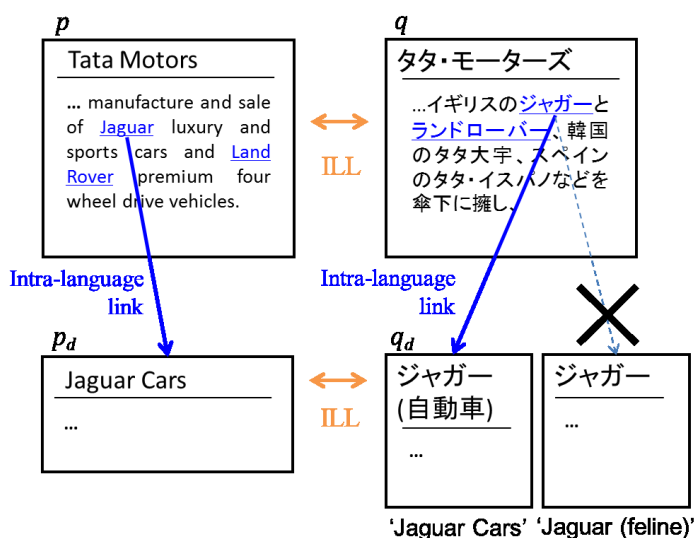 p
q
Tata Motors
... manufacture and sale
of Jaguar luxury and
sports cars and Land
Rover premium four
wheel drive vehicles.
ILL
タタ・モーターズ
...イギリスのジャガーと
ランドローバー、韓国
のタタ大宇、スペイン
のタタ・イスパノなどを
傘下に擁し、
Intra-language
link
Intra-language
link
p_d
q_d
Jaguar Cars
...
ILL
ジャガー
(自動車)
...
ジャガー
...
'Jaguar Cars'
'Jaguar (feline)'